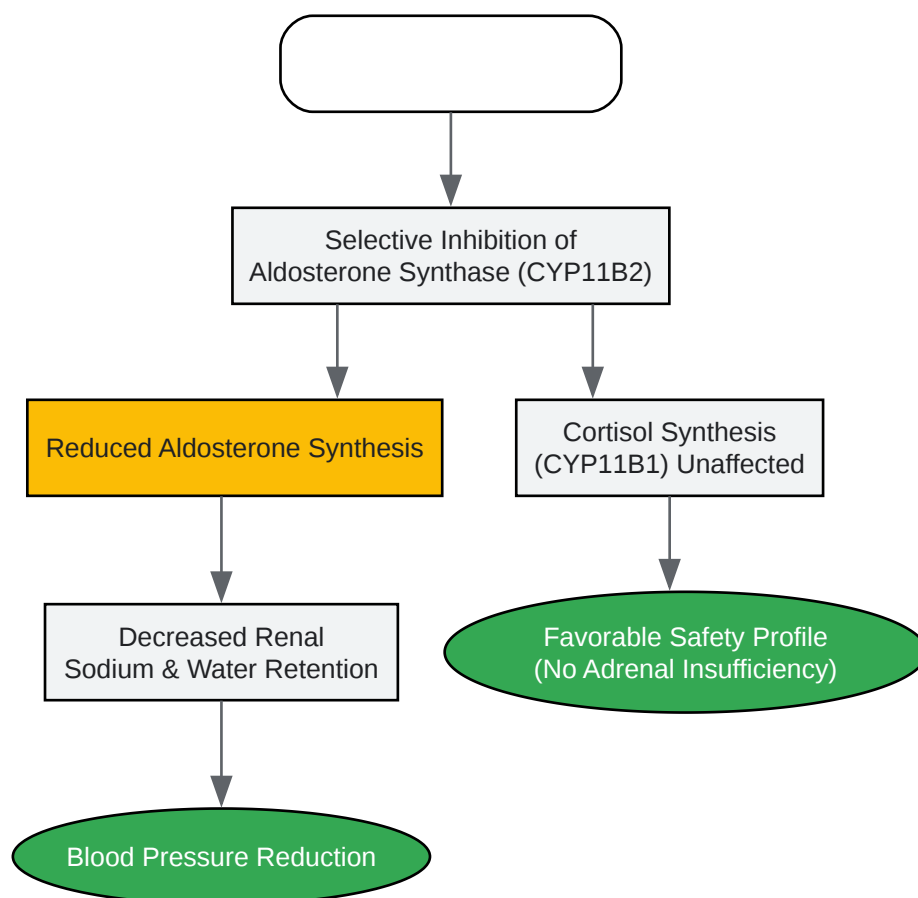 Selective Inhibition of
Aldosterone Synthase (CYP11B2)
Reduced Aldosterone Synthesis
Cortisol Synthesis
(CYP11B1) Unaffected
Decreased Renal
Sodium & Water Retention
Favorable Safety Profile
(No Adrenal Insufficiency)
Blood Pressure Reduction